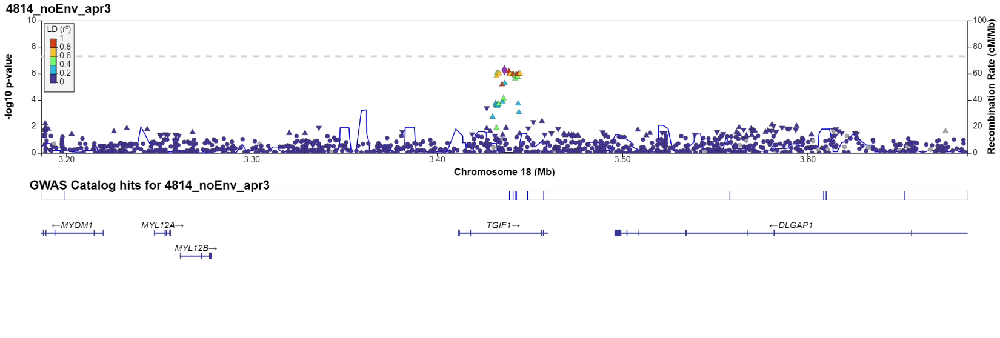 4814_noEnv_apr3
10
8
6
4
2
0
-log10 p-value
LD (r²)
1
0.8
0.6
0.4
0.2
0
100
80
60
40
20
0
Recombination Rate (cM/Mb)
3.20 3.30 3.40 3.50 3.60
Chromosome 18 (Mb)
GWAS Catalog hits for 4814_noEnv_apr3
←MYOM1 MYL12A→ TGIF1→ ←DLGAP1
MYL12B→